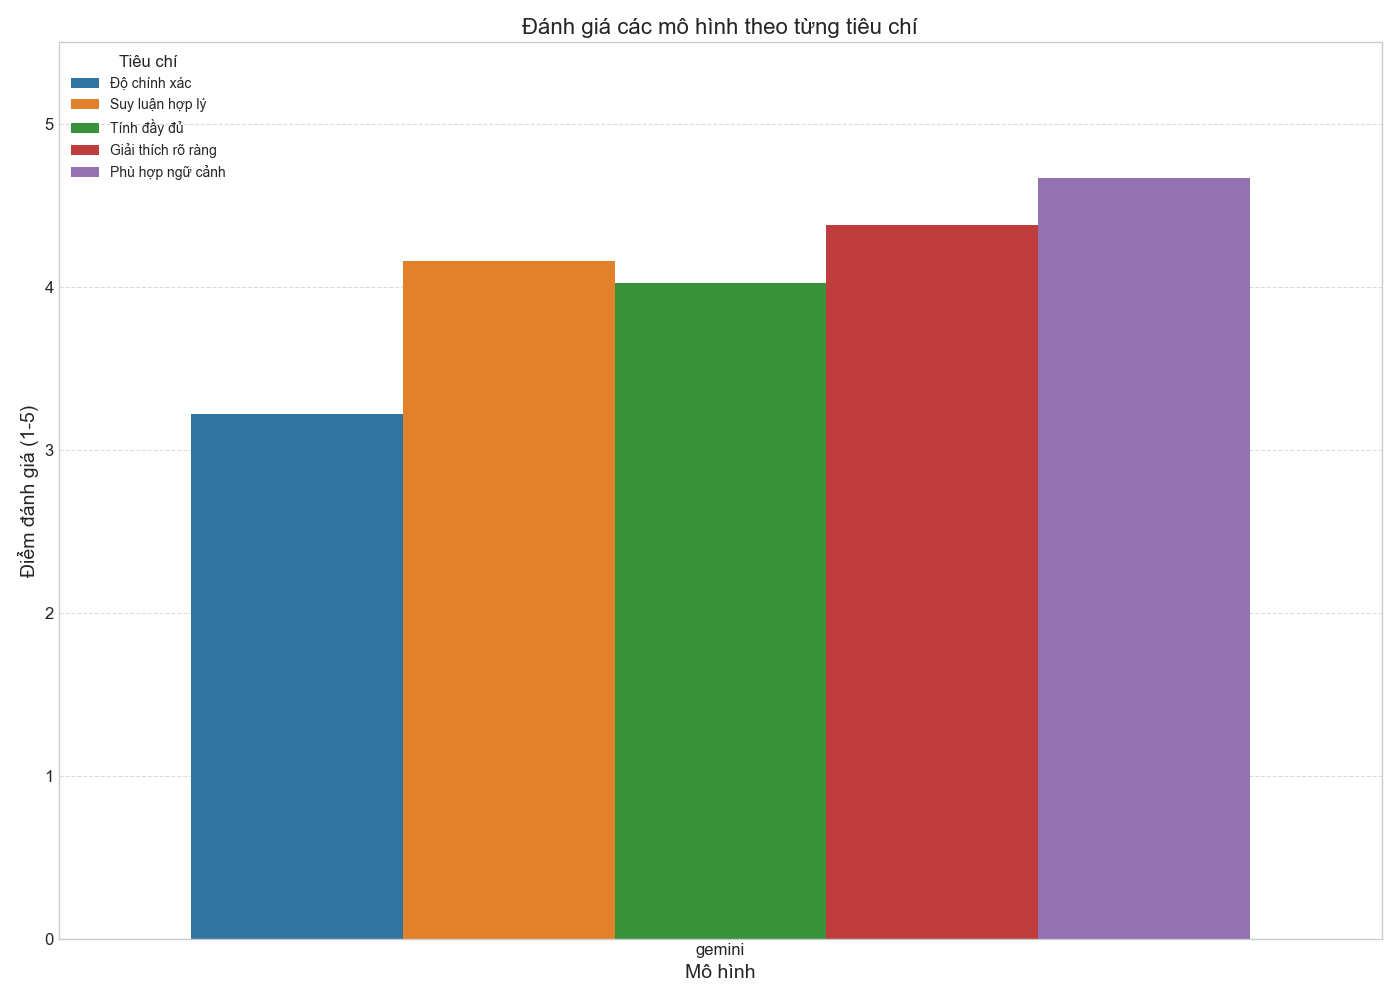 Đánh giá các mô hình theo từng tiêu chí
Tiêu chí
Độ chính xác
Suy luận hợp lý
Tính đầy đủ
Giải thích rõ ràng
Phù hợp ngữ cảnh
Điểm đánh giá (1-5)
5
4
3
2
1
0
gemini
Mô hình